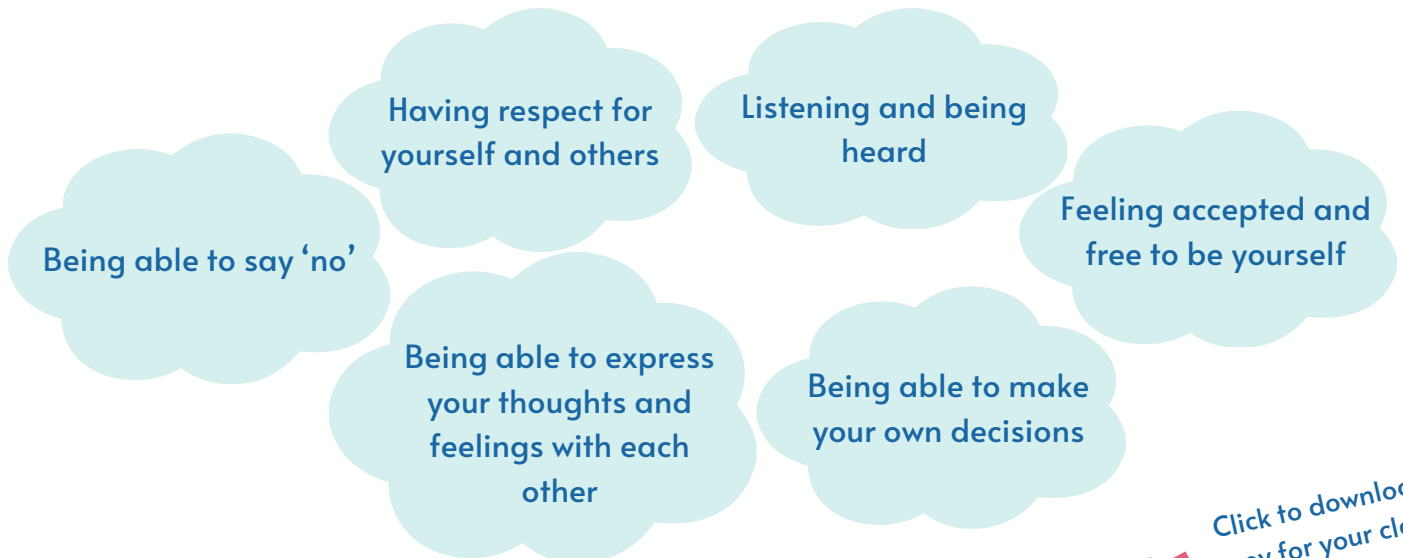 Having respect for
yourself and others
Listening and being
heard
Feeling accepted and
free to be yourself
Being able to say ‘no’
Being able to express
your thoughts and
feelings with each
other
Being able to make
your own decisions
Click to
for your